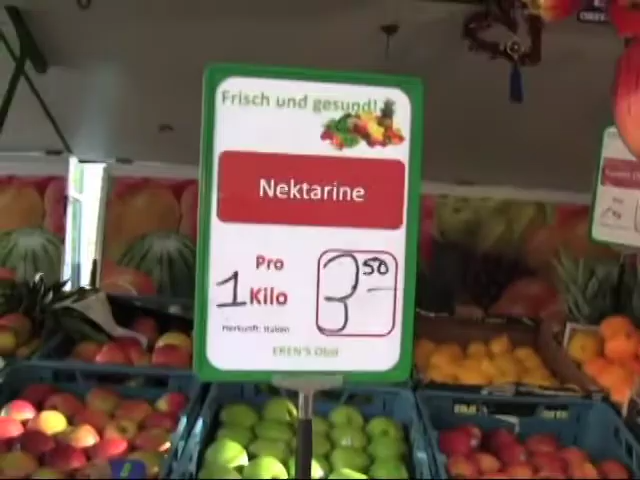 Frisch und gesund!
Nektarine
Pro
1 Kilo
3 50
Herkunft: Italien
EREN'S Obst